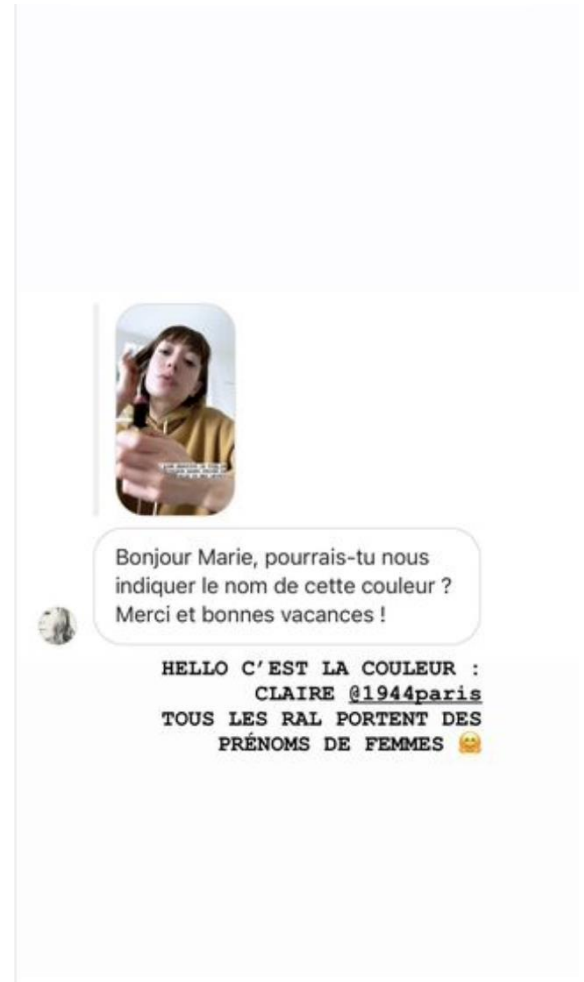 Bonjour Marie, pourrais-tu nous
indiquer le nom de cette couleur ?
Merci et bonnes vacances !
HELLO C’EST LA COULEUR :
CLAIRE @1944paris
TOUS LES RAL PORTENT DES
PRÉNOMS DE FEMMES 🤗